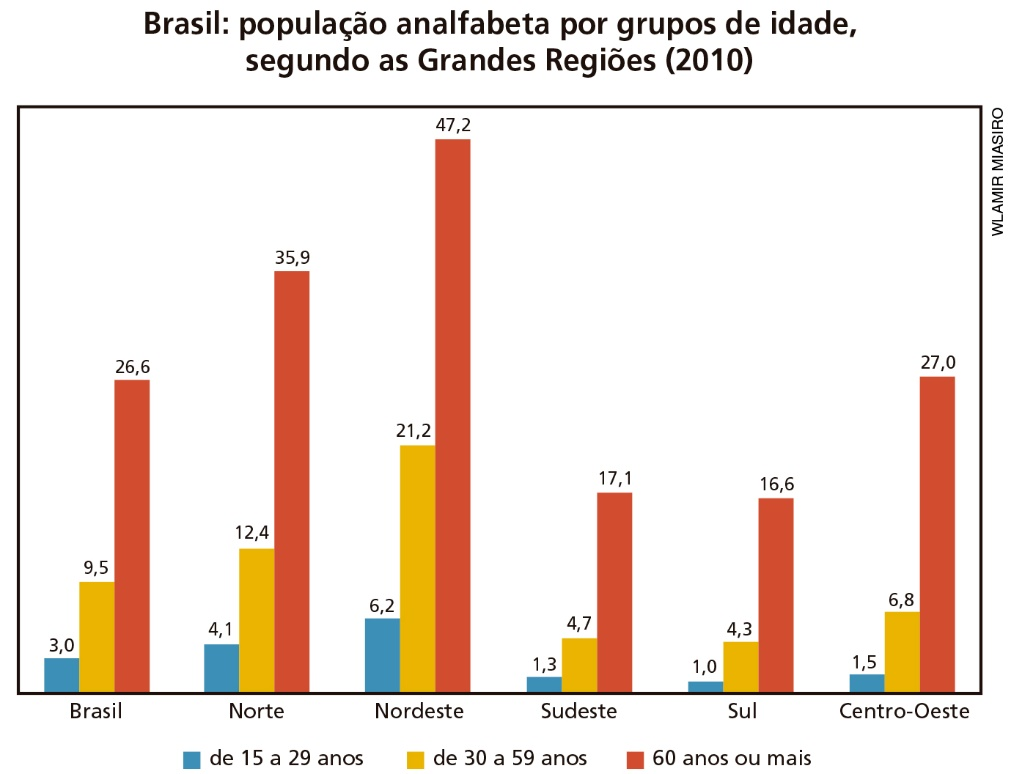 Brasil: população analfabeta por grupos de idade,
segundo as Grandes Regiões (2010)
WLAMIR MIASIRO
3,0
9,5
26,6
4,1
12,4
35,9
6,2
21,2
47,2
1,3
4,7
17,1
1,0
4,3
16,6
1,5
6,8
27,0
Brasil
Norte
Nordeste
Sudeste
Sul
Centro-Oeste
de 15 a 29 anos
de 30 a 59 anos
60 anos ou mais